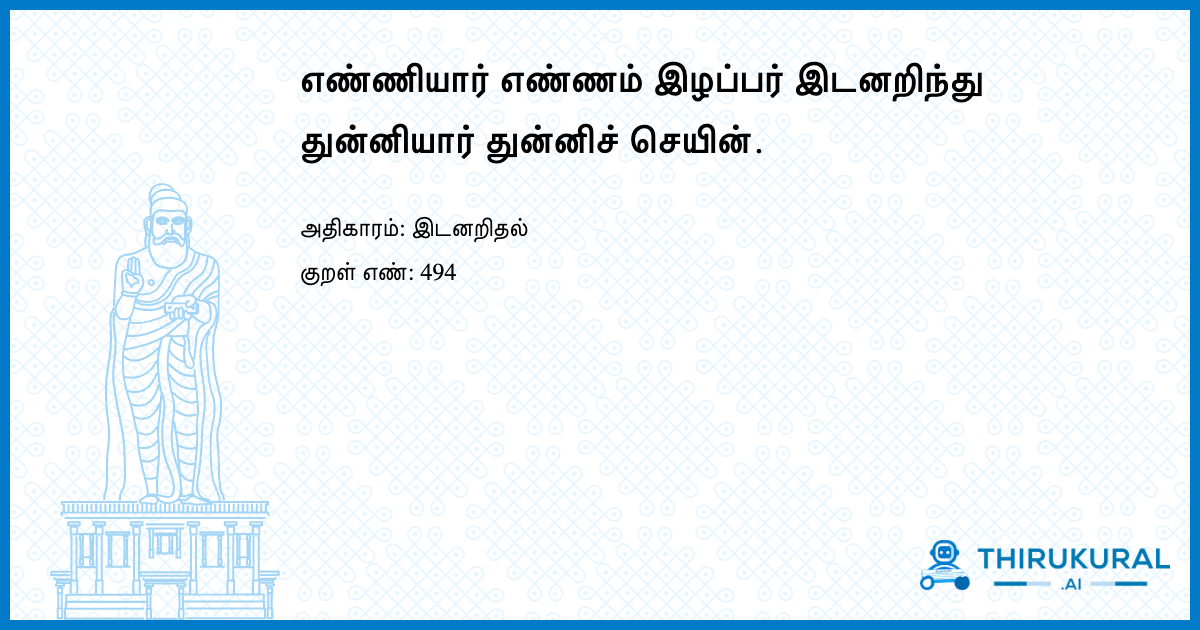 எண்ணியார் எண்ணம் இழப்பர் இடனறிந்து
துன்னியார் துன்னிச் செயின்.
அதிகாரம்: இடனறிதல்
குறள் எண்: 494
THIRUKURAL
.AI